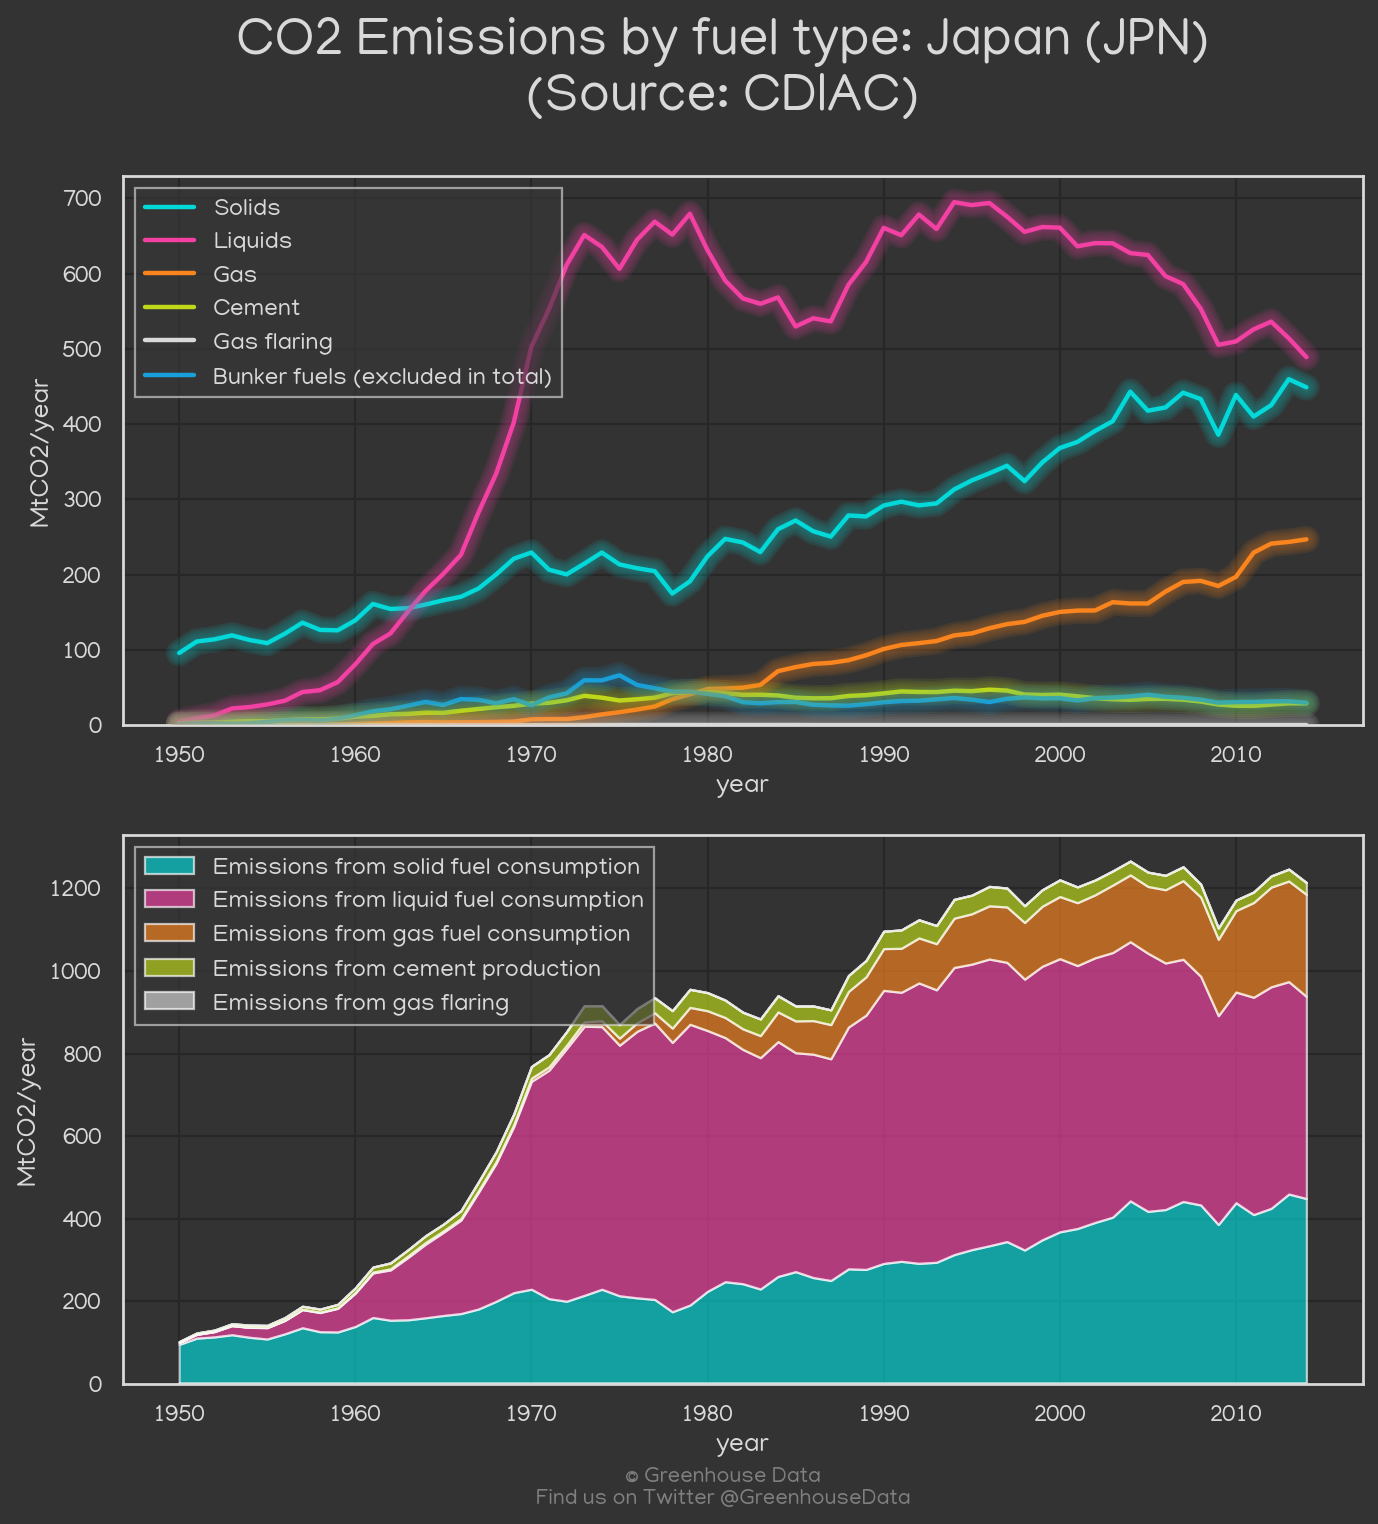 CO2 Emissions by fuel type: Japan (JPN)
(Source: CDIAC)
Solids
Liquids
Gas
Cement
Gas flaring
Bunker fuels (excluded in total)
MtCO2/year
700
600
500
400
300
200
100
0
1950 1960 1970 1980 1990 2000 2010
year
Emissions from solid fuel consumption
Emissions from liquid fuel consumption
Emissions from gas fuel consumption
Emissions from cement production
Emissions from gas flaring
MtCO2/year
1200
1000
800
600
400
200
0
1950 1960 1970 1980 1990 2000 2010
year
© Greenhouse Data
Find us on Twitter @GreenhouseData